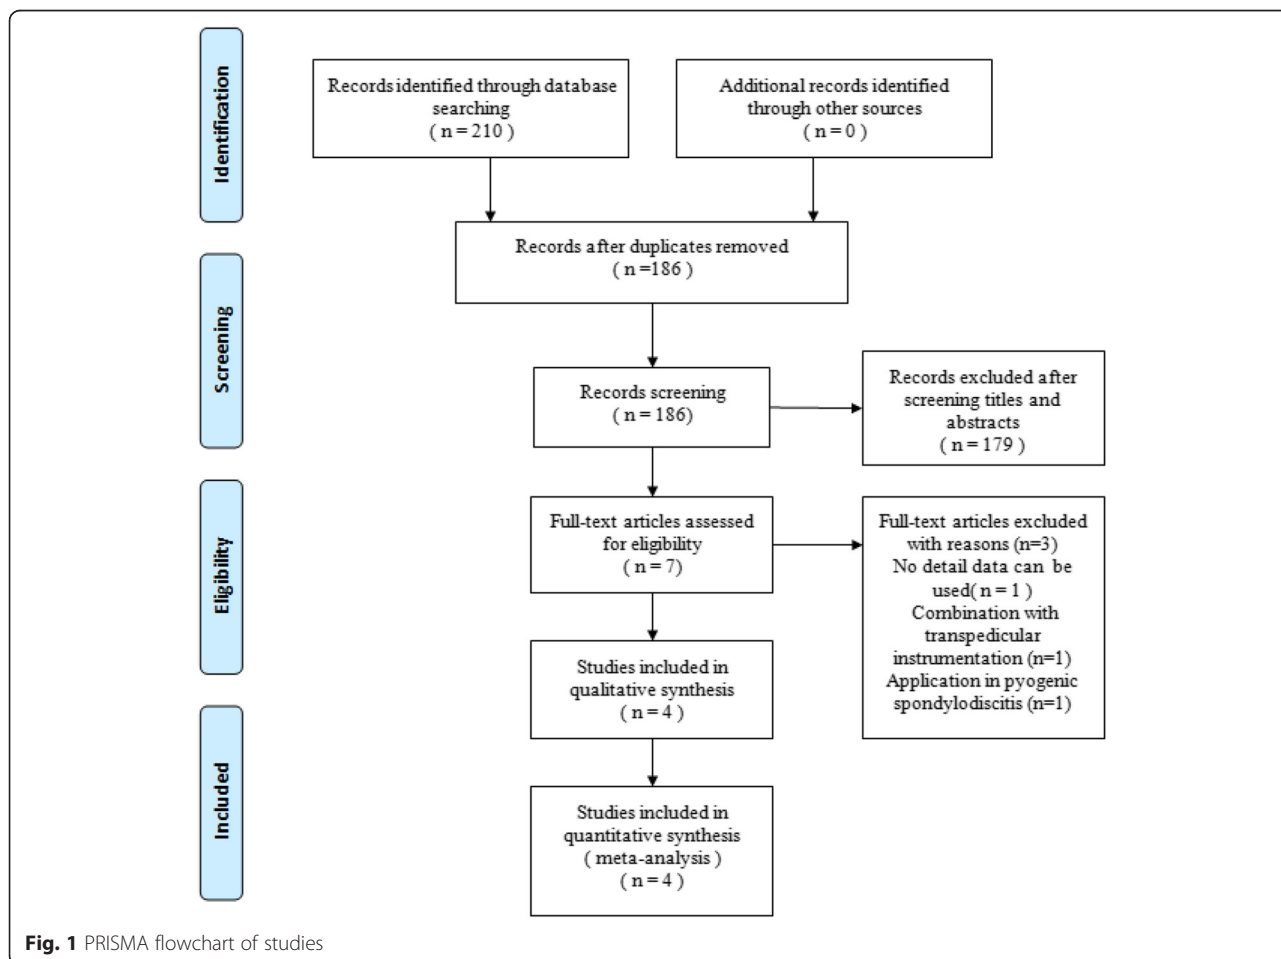 Identification
Records identified through database
searching
( n = 210 )
Additional records identified
through other sources
( n = 0 )
Records after duplicates removed
( n =186 )
Screening
Records screening
( n = 186)
Records excluded after
screening titles and
abstracts
( n = 179 )
Eligibility
Full-text articles assessed
for eligibility
( n = 7)
Full-text articles excluded
with reasons (n=3)
No detail data can be
used( n = 1 )
Combination with
transpedicular
instrumentation (n=1)
Application in pyogenic
spondylodiscitis (n=1)
Studies included in
qualitative synthesis
( n = 4 )
Included
Studies included in
quantitative synthesis
( meta-analysis )
( n = 4 )
Fig. 1 PRISMA flowchart of studies